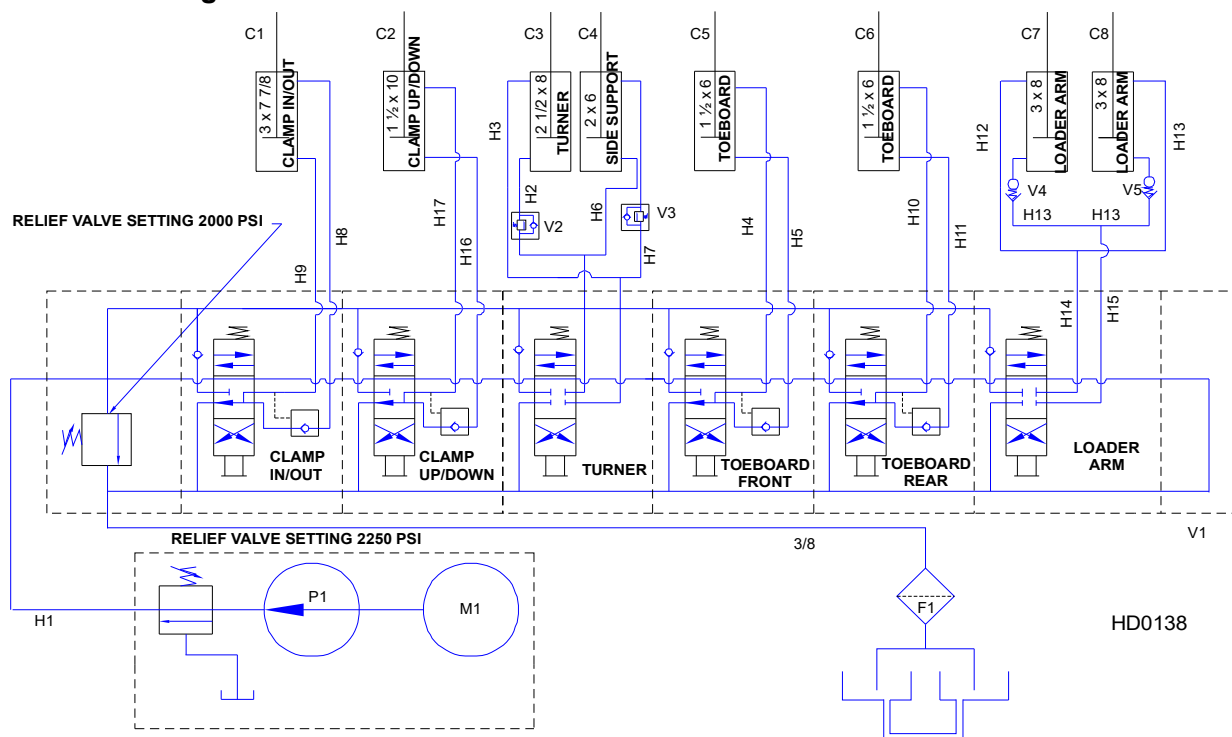 g
C1
C2
C3
C4
C5
C6
C7
C8
3 x 7 7/8
CLAMP IN/OUT
1 ½ x 10
CLAMP UP/DOWN
2 1/2 x 8
TURNER
2 x 6
SIDE SUPPORT
1 ½ x 6
TOEBOARD
1 ½ x 6
TOEBOARD
3 x 8
LOADER ARM
3 x 8
LOADER ARM
H3
H12
H13
H2
V4
V5
RELIEF VALVE SETTING 2000 PSI
H8
H17
V2
H6
V3
H4
H10
H13
H13
H9
H16
H7
H5
H11
H14
H15
CLAMP
IN/OUT
CLAMP
UP/DOWN
TURNER
TOEBOARD
FRONT
TOEBOARD
REAR
LOADER
ARM
RELIEF VALVE SETTING 2250 PSI
3/8
V1
P1
M1
F1
H1
HD0138